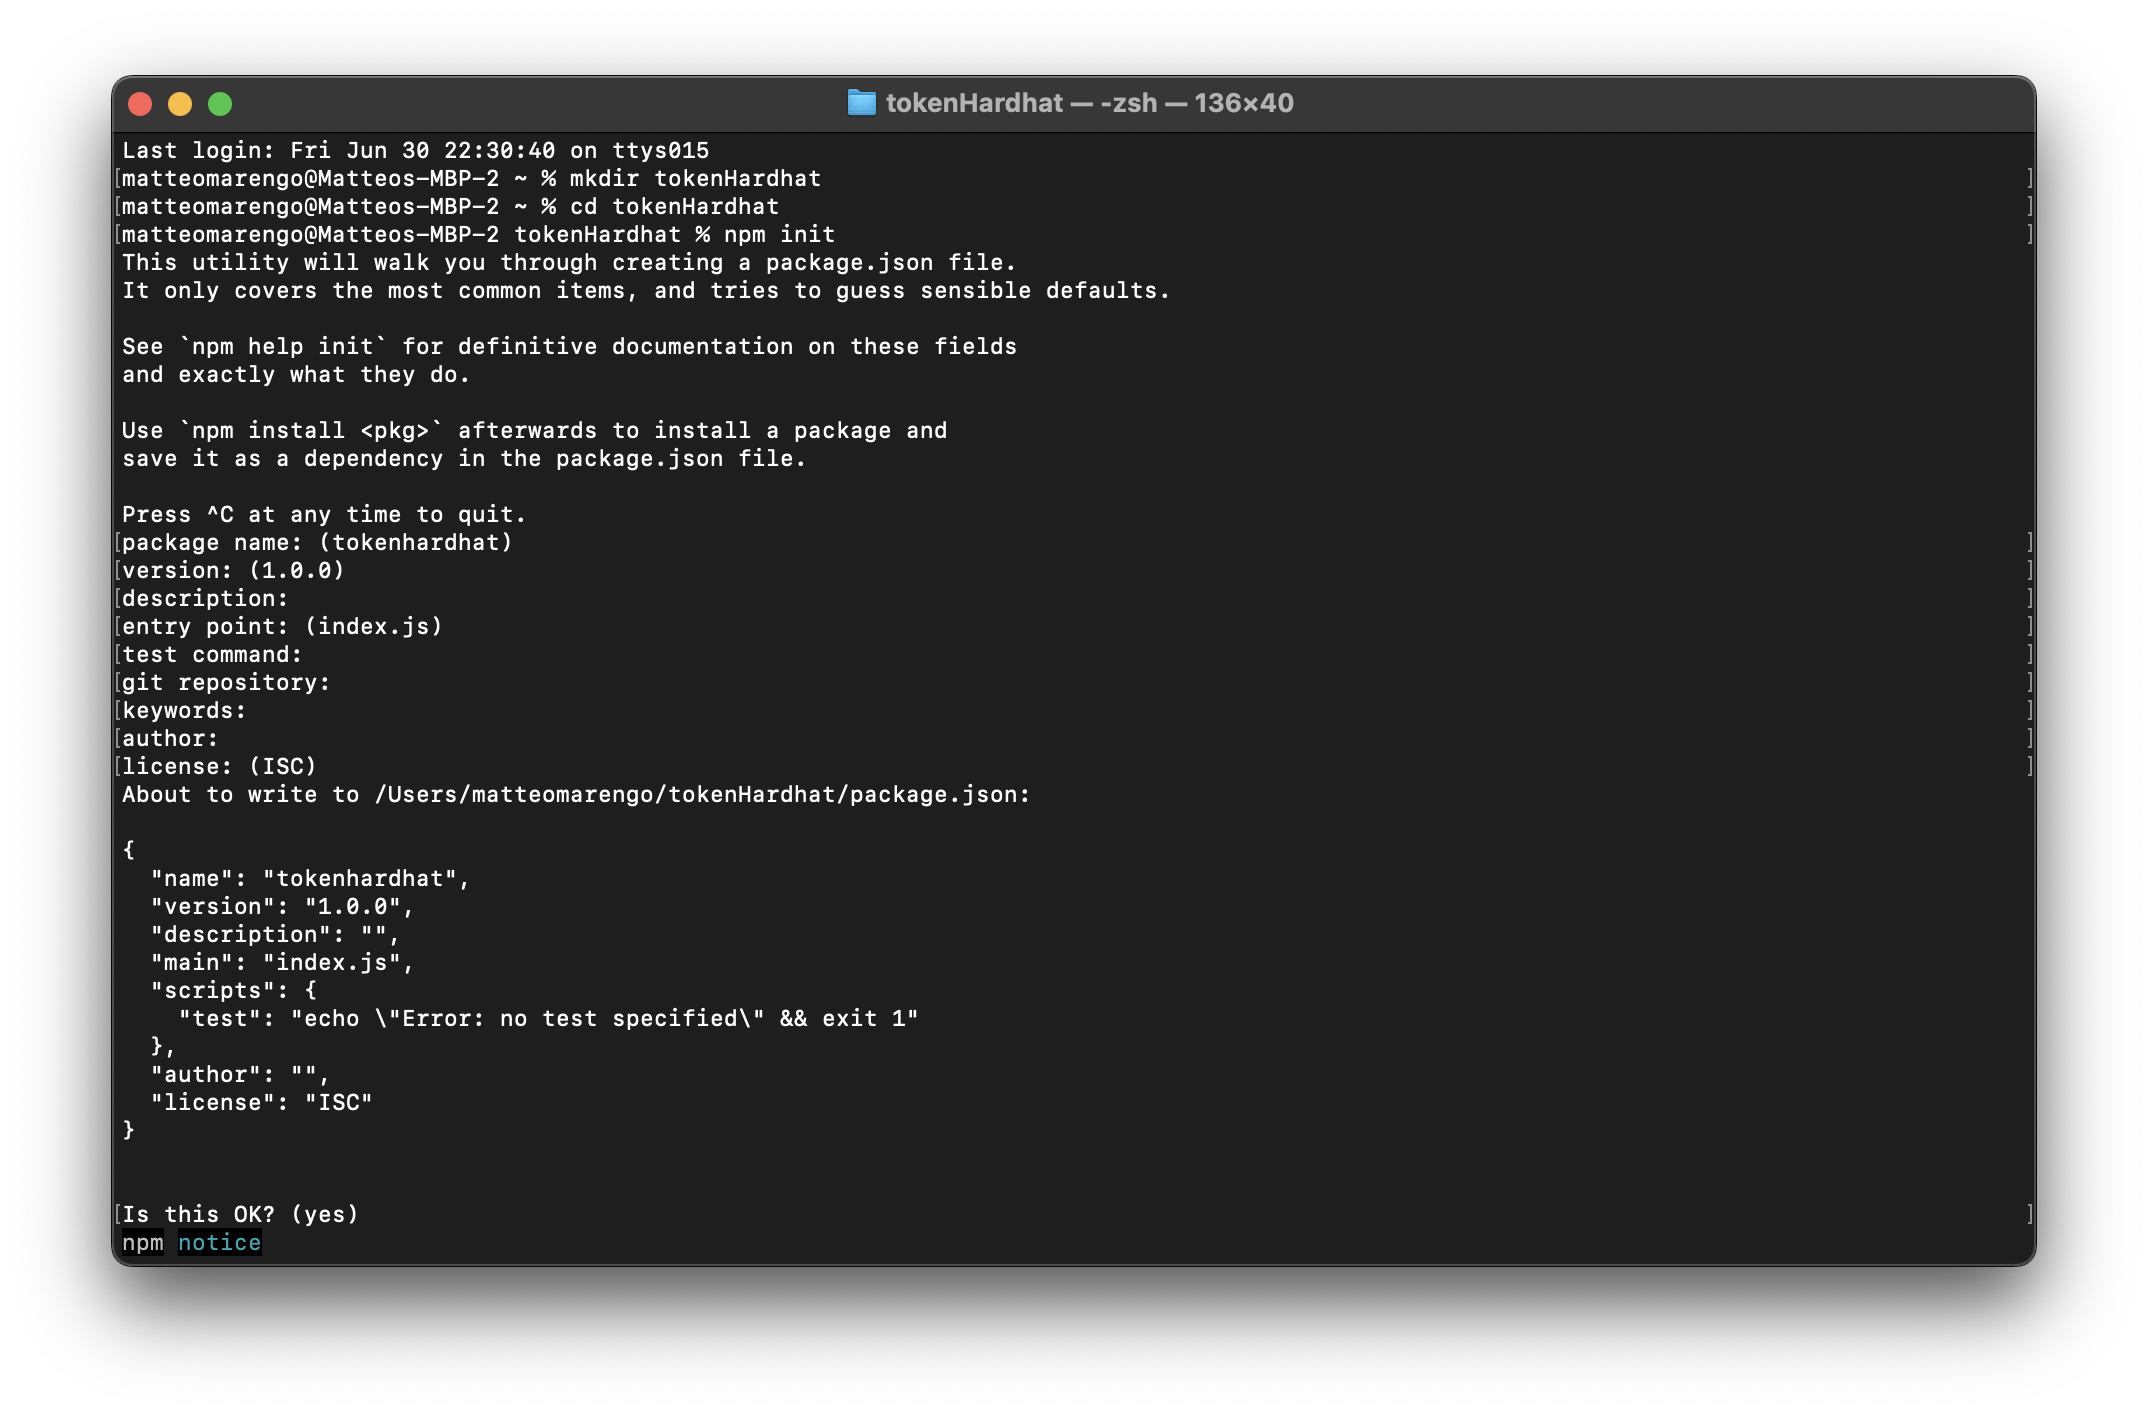 tokenHardhat — -zsh — 136×40
Last login: Fri Jun 30 22:30:40 on ttys015
[matteomarengo@Matteos-MBP-2 ~ % mkdir tokenHardhat ]
[matteomarengo@Matteos-MBP-2 ~ % cd tokenHardhat ]
[matteomarengo@Matteos-MBP-2 tokenHardhat % npm init ]
This utility will walk you through creating a package.json file.
It only covers the most common items, and tries to guess sensible defaults.

See `npm help init` for definitive documentation on these fields
and exactly what they do.

Use `npm install <pkg>` afterwards to install a package and
save it as a dependency in the package.json file.

Press ^C at any time to quit.
[package name: (tokenhardhat) ]
[version: (1.0.0) ]
[description: ]
[entry point: (index.js) ]
[test command: ]
[git repository: ]
[keywords: ]
[author: ]
[license: (ISC) ]
About to write to /Users/matteomarengo/tokenHardhat/package.json:

{
  "name": "tokenhardhat",
  "version": "1.0.0",
  "description": "",
  "main": "index.js",
  "scripts": {
    "test": "echo \"Error: no test specified\" && exit 1"
  },
  "author": "",
  "license": "ISC"
}

[Is this OK? (yes) ]
npm notice